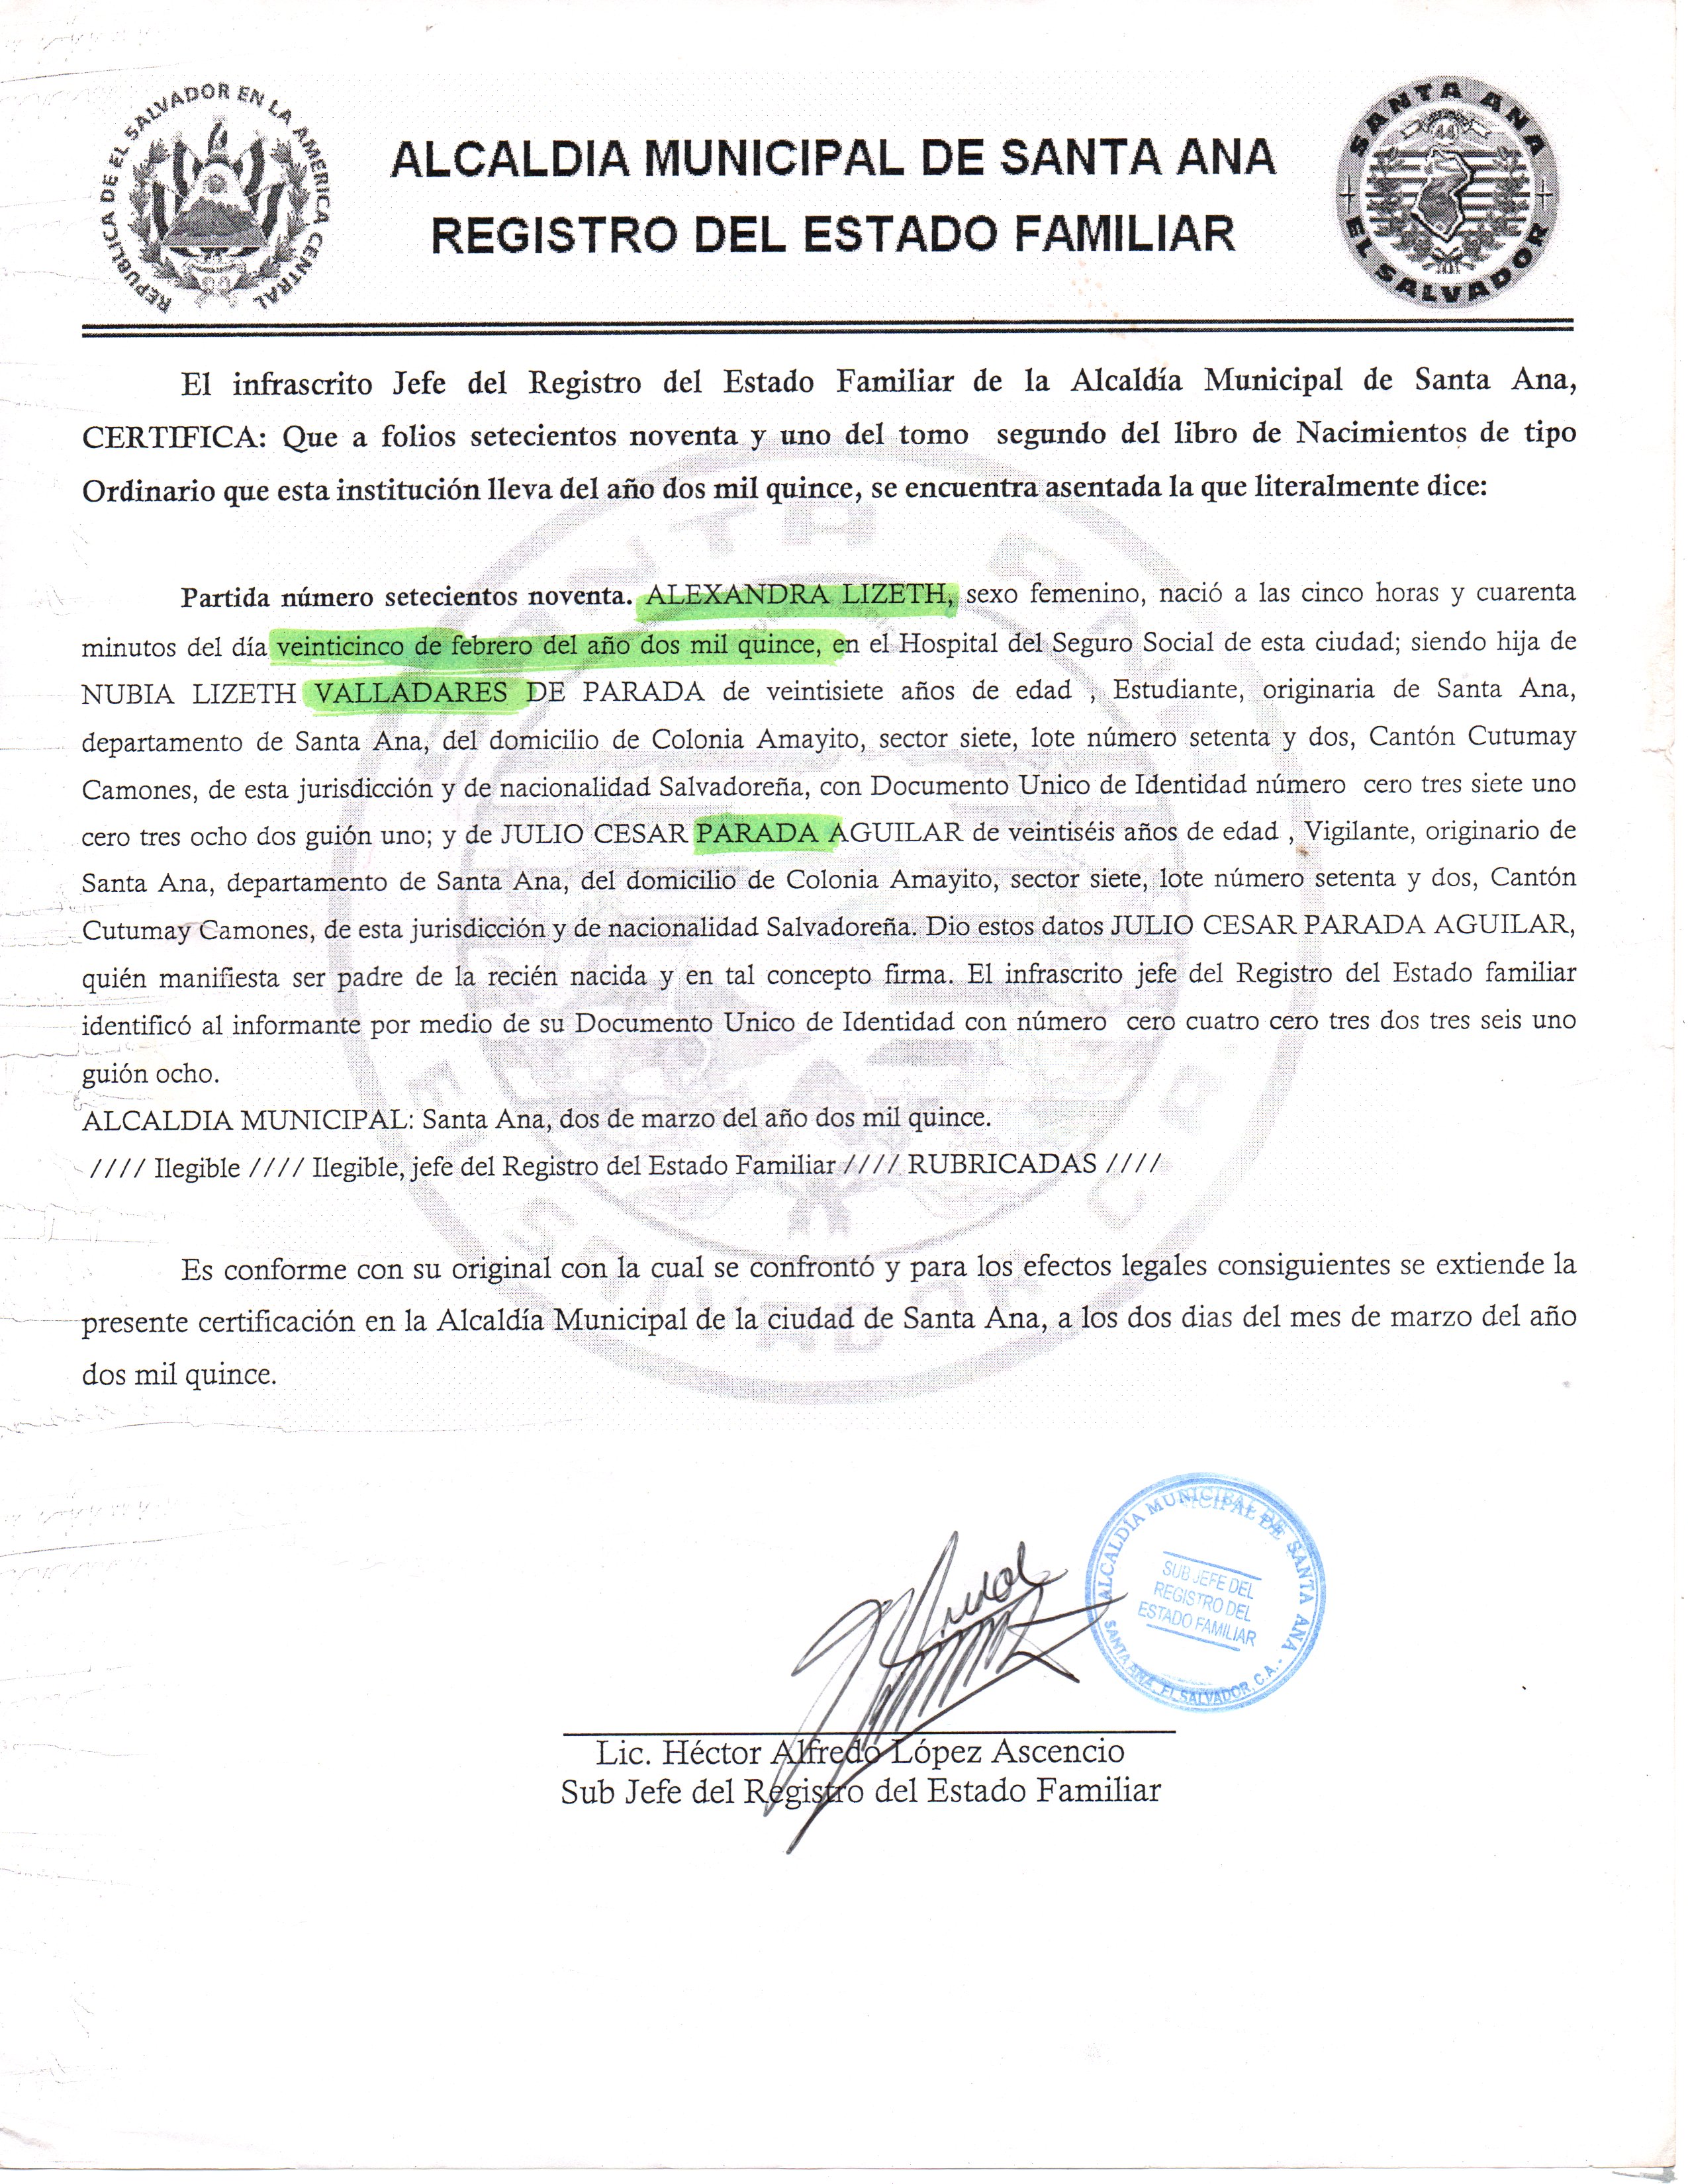 REPUBLICA DE EL SALVADOR EN LA AMERICA CENTRAL
ALCALDIA MUNICIPAL DE SANTA ANA
REGISTRO DEL ESTADO FAMILIAR
SANTA ANA
44
EL SALVADOR
El infrascrito Jefe del Registro del Estado Familiar de la Alcaldía Municipal de Santa Ana,
CERTIFICA: Que a folios setecientos noventa y uno del tomo segundo del libro de Nacimientos de tipo
Ordinario que esta institución lleva del año dos mil quince, se encuentra asentada la que literalmente dice:
Partida número setecientos noventa. ALEXANDRA LIZETH, sexo femenino, nació a las cinco horas y cuarenta
minutos del día veinticinco de febrero del año dos mil quince, en el Hospital del Seguro Social de esta ciudad; siendo hija de
NUBIA LIZETH VALLADARES DE PARADA de veintisiete años de edad , Estudiante, originaria de Santa Ana,
departamento de Santa Ana, del domicilio de Colonia Amayito, sector siete, lote número setenta y dos, Cantón Cutumay
Camones, de esta jurisdicción y de nacionalidad Salvadoreña, con Documento Unico de Identidad número cero tres siete uno
cero tres ocho dos guión uno; y de JULIO CESAR PARADA AGUILAR de veintiséis años de edad , Vigilante, originario de
Santa Ana, departamento de Santa Ana, del domicilio de Colonia Amayito, sector siete, lote número setenta y dos, Cantón
Cutumay Camones, de esta jurisdicción y de nacionalidad Salvadoreña. Dio estos datos JULIO CESAR PARADA AGUILAR,
quién manifiesta ser padre de la recién nacida y en tal concepto firma. El infrascrito jefe del Registro del Estado familiar
identificó al informante por medio de su Documento Unico de Identidad con número cero cuatro cero tres dos tres seis uno
guión ocho.
ALCALDIA MUNICIPAL: Santa Ana, dos de marzo del año dos mil quince.
//// Ilegible //// Ilegible, jefe del Registro del Estado Familiar //// RUBRICADAS ////
Es conforme con su original con la cual se confrontó y para los efectos legales consiguientes se extiende la
presente certificación en la Alcaldía Municipal de la ciudad de Santa Ana, a los dos dias del mes de marzo del año
dos mil quince.
ALCALDÍA MUNICIPAL DE SANTA ANA
SUB JEFE DEL
REGISTRO DEL
ESTADO FAMILIAR
SANTA ANA, EL SALVADOR, C.A.-
Lic. Héctor Alfredo López Ascencio
Sub Jefe del Registro del Estado Familiar